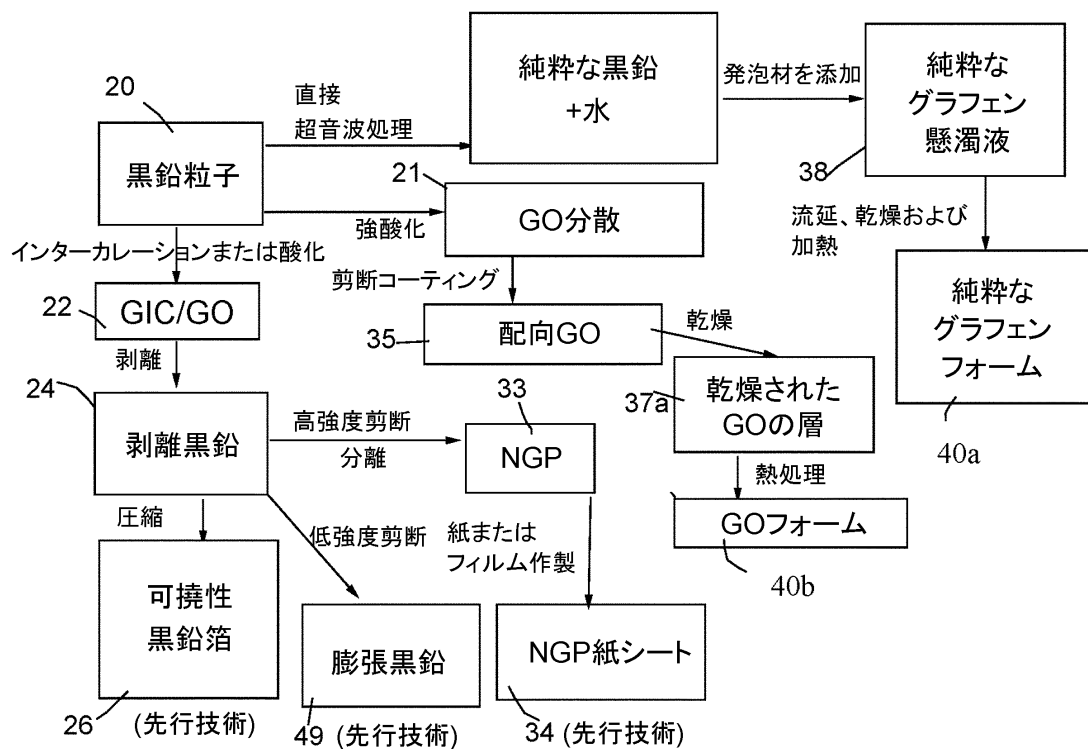 20
黒鉛粒子
直接
超音波処理
純粋な黒鉛
+水
発泡材を添加
純粋な
グラフェン
懸濁液
38
21
GO分散
強酸化
インターカレーションまたは酸化
流延、乾燥および
加熱
剪断コーティング
22
GIC/GO
35
配向GO
乾燥
純粋な
グラフェン
フォーム
40a
剥離
24
剥離黒鉛
高強度剪断
分離
33
NGP
37a
乾燥された
GOの層
熱処理
GOフォーム
40b
圧縮
低強度剪断
紙または
フィルム作製
可撓性
黒鉛箔
26
(先行技術)
膨張黒鉛
49 (先行技術)
NGP紙シート
34 (先行技術)